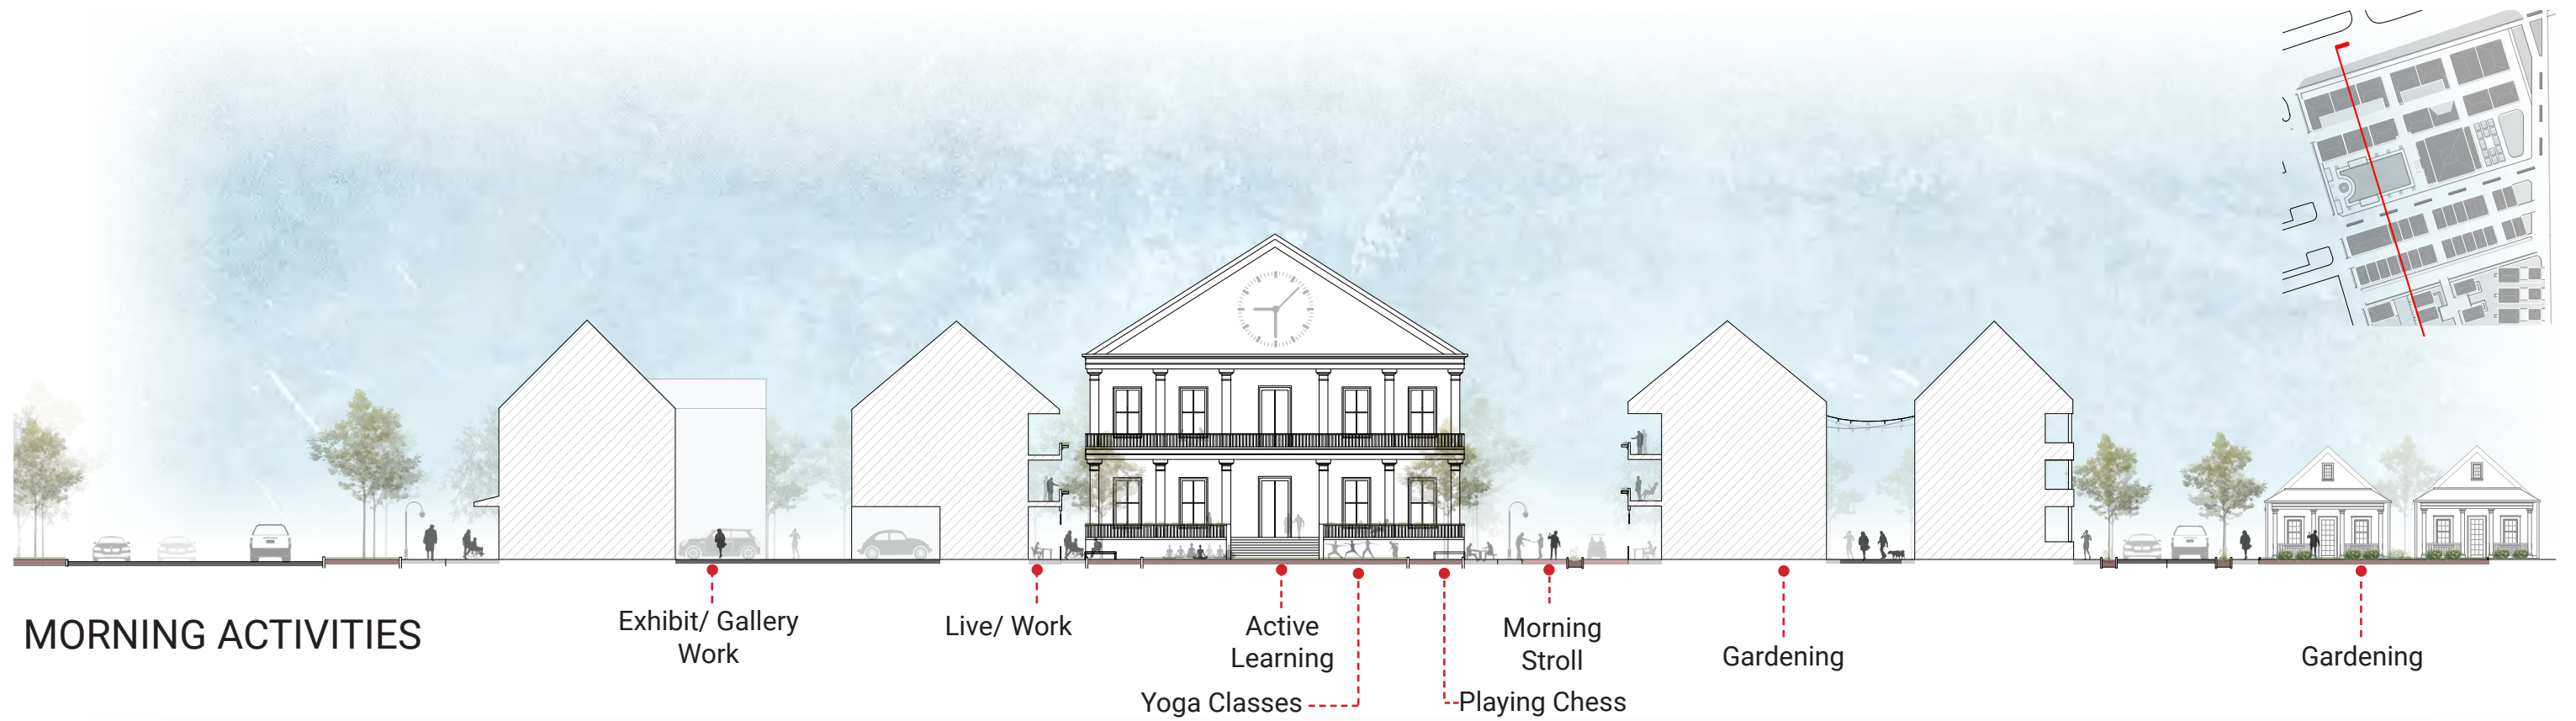 MORNING ACTIVITIES
Exhibit/ Gallery
Work
Live/ Work
Active
Learning
Yoga Classes
Playing Chess
Morning
Stroll
Gardening
Gardening